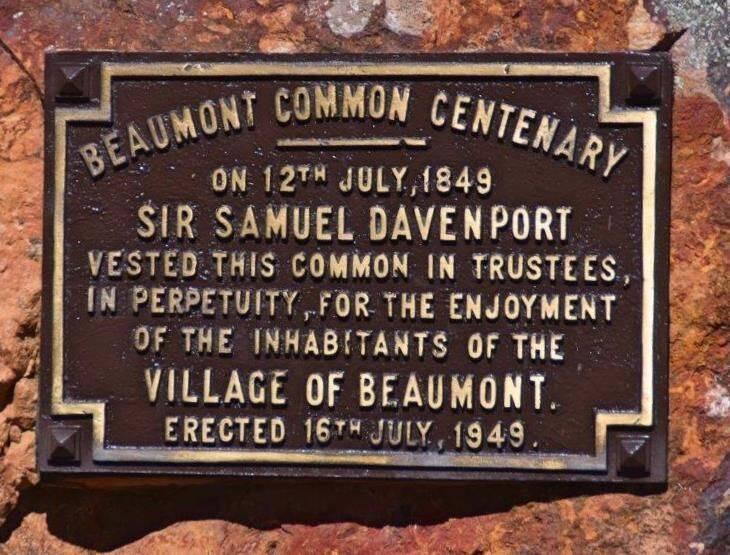 BEAUMONT COMMON CENTENARY
ON 12TH JULY, 1849
SIR SAMUEL DAVENPORT
VESTED THIS COMMON IN TRUSTEES,
IN PERPETUITY, FOR THE ENJOYMENT
OF THE INHABITANTS OF THE
VILLAGE OF BEAUMONT.
ERECTED 16TH JULY, 1949.